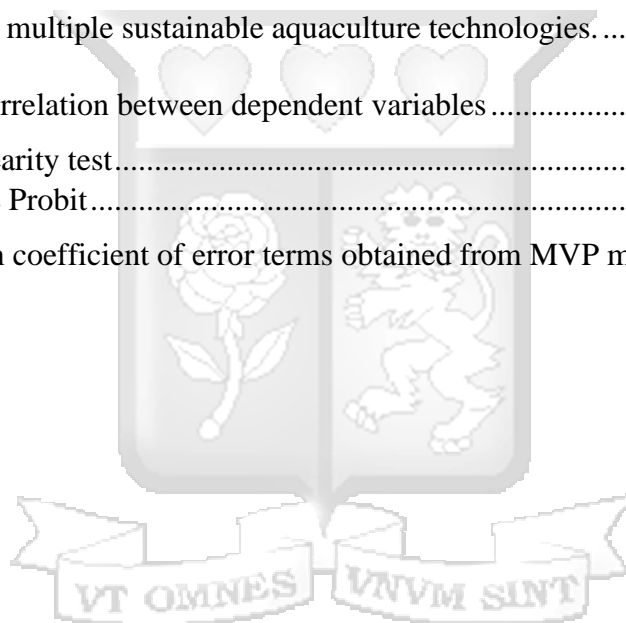 multiple sustainable aquaculture technologies. ...
rrelation between dependent variables ......................
arity test.....................................................................
Probit.........................................................................
n coefficient of error terms obtained from MVP m
VT OMNES VNVM SINT